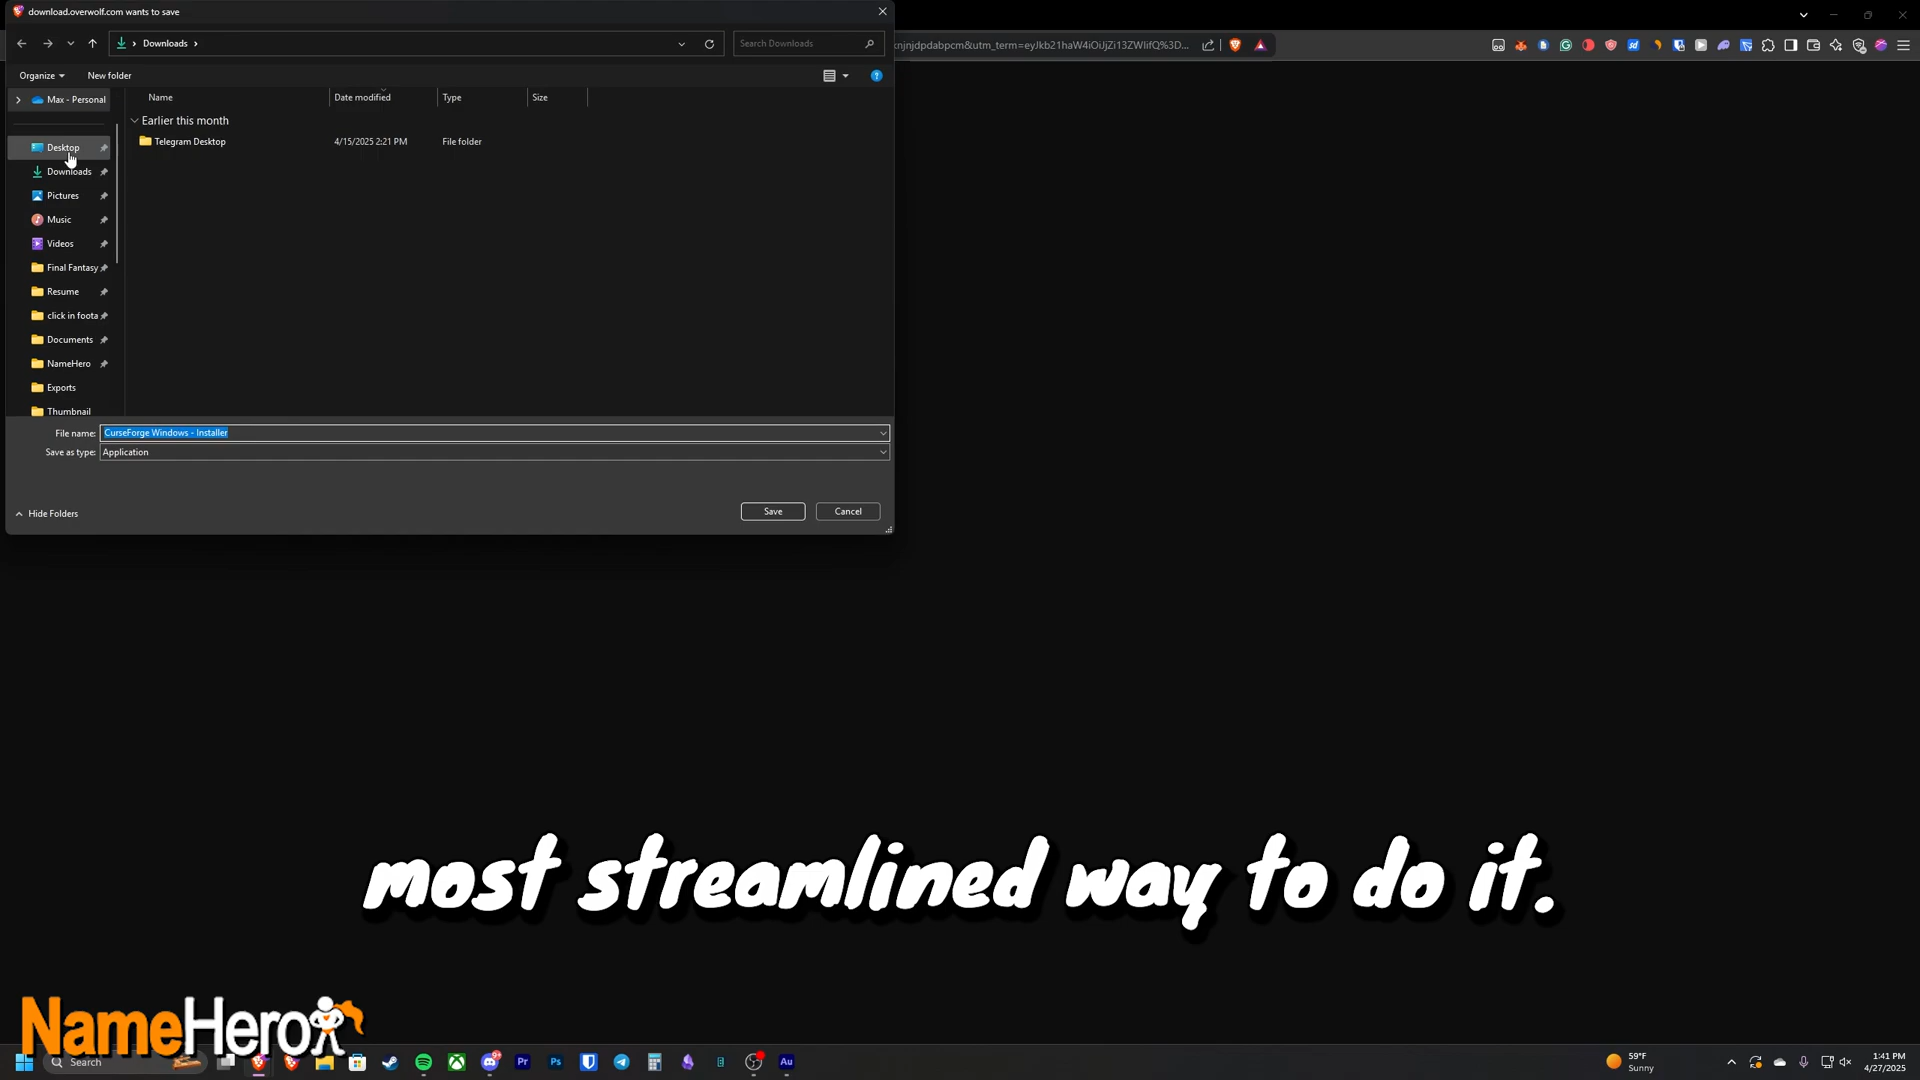 download.overwolf.com wants to save
Downloads
Search Downloads
knjnjdpdabpcm&utm_term=eyJkb21haW4iOiJjZi13ZWIifQ%3D...
Organize
New folder
Max - Personal
Name
Date modified
Type
Size
Earlier this month
Telegram Desktop
4/15/2025 2:21 PM
File folder
Desktop
Downloads
Pictures
Music
Videos
Final Fantasy
Resume
click in foota
Documents
NameHero
Exports
Thumbnail
File name:
CurseForge Windows - Installer
Save as type:
Application
Hide Folders
Save
Cancel
most streamlined way to do it.
NameHero
Search
59°F
Sunny
1:41 PM
4/27/2025